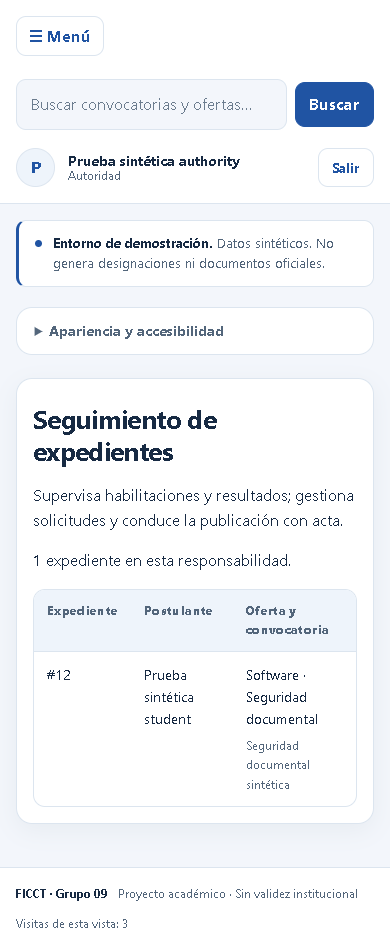 ☰ Menú
Buscar convocatorias y ofertas...
Buscar
P
Prueba sintética authority
Autoridad
Salir
Entorno de demostración. Datos sintéticos. No
genera designaciones ni documentos oficiales.
Apariencia y accesibilidad
Seguimiento de
expedientes
Supervisa habilitaciones y resultados; gestiona
solicitudes y conduce la publicación con acta.
1 expediente en esta responsabilidad.
Expediente Postulante Oferta y
convocatoria
#12 Prueba Software ·
sintética Seguridad
student documental
Seguridad
documental
sintética
FICCT · Grupo 09 Proyecto académico · Sin validez institucional
Visitas de esta vista: 3